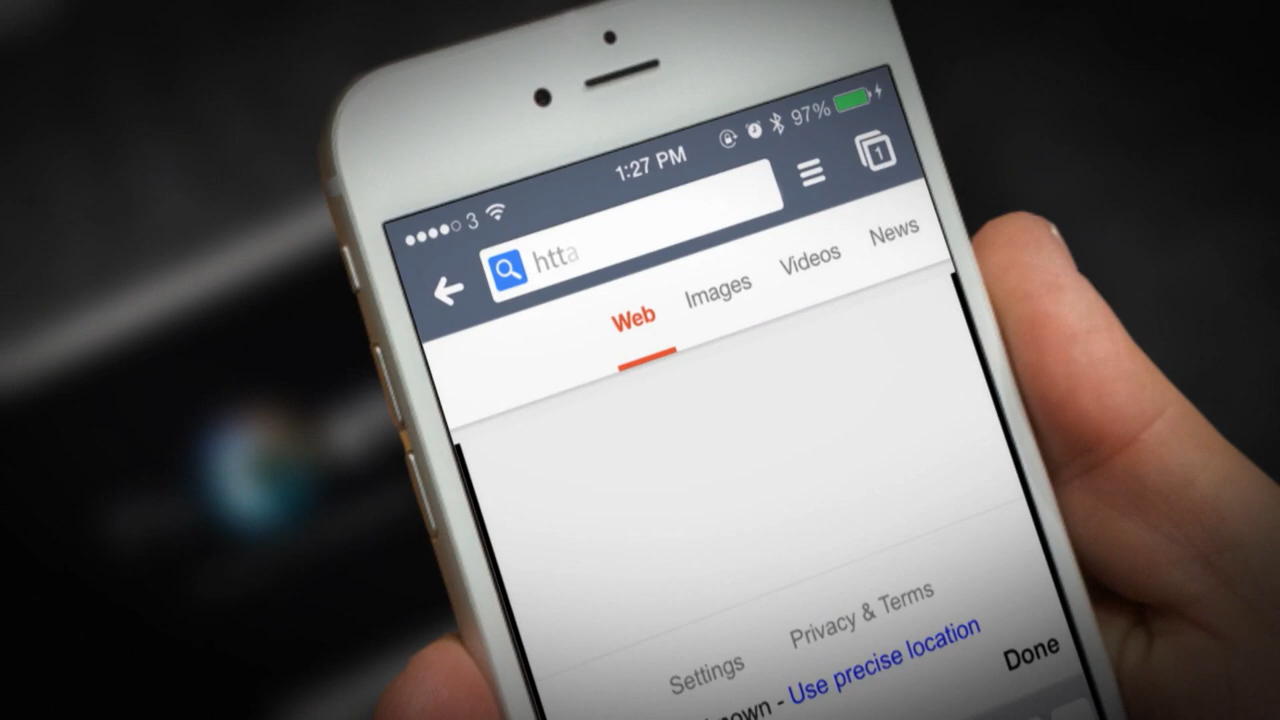 3 1:27 PM 97%
htta
1
Web Images Videos News
Settings Privacy & Terms
- Use precise location
Done